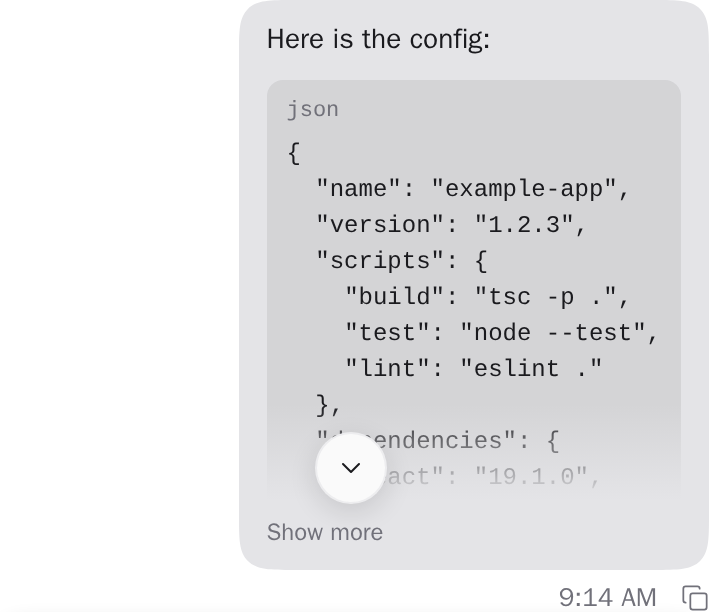 Here is the config:
json
{
  "name": "example-app",
  "version": "1.2.3",
  "scripts": {
    "build": "tsc -p .",
    "test": "node --test",
    "lint": "eslint ."
  },
  {
    "19.1.0",
Show more
9:14 AM